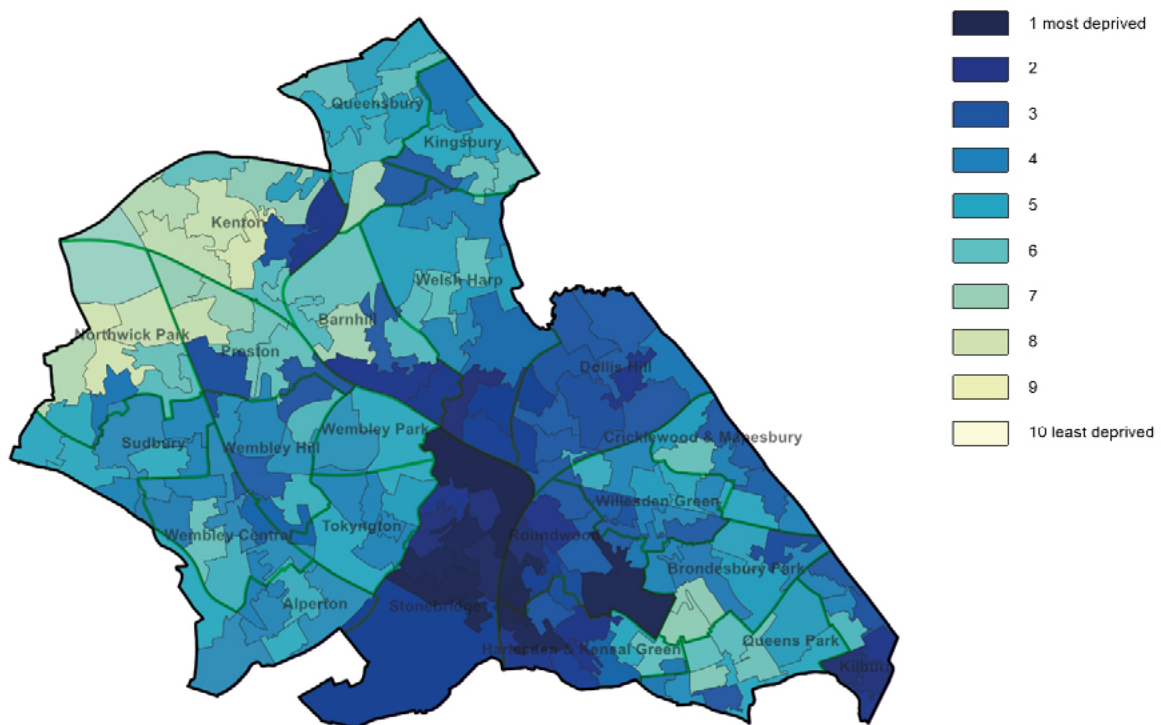 1 most deprived
2
3
4
5
6
7
8
9
10 least deprived
Queensbury
Kingsbury
Kenton
Welsh Harp
Northwick Park
Barnhill
Preston
Dollis Hill
Sudbury
Wembley Hill
Wembley Park
Cricklewood & Mapesbury
Willesden Green
Wembley Central
Tokyngton
Roundwood
Brondesbury Park
Alperton
Stonebridge
Harlesden & Kensal Green
Queens Park
Kilburn